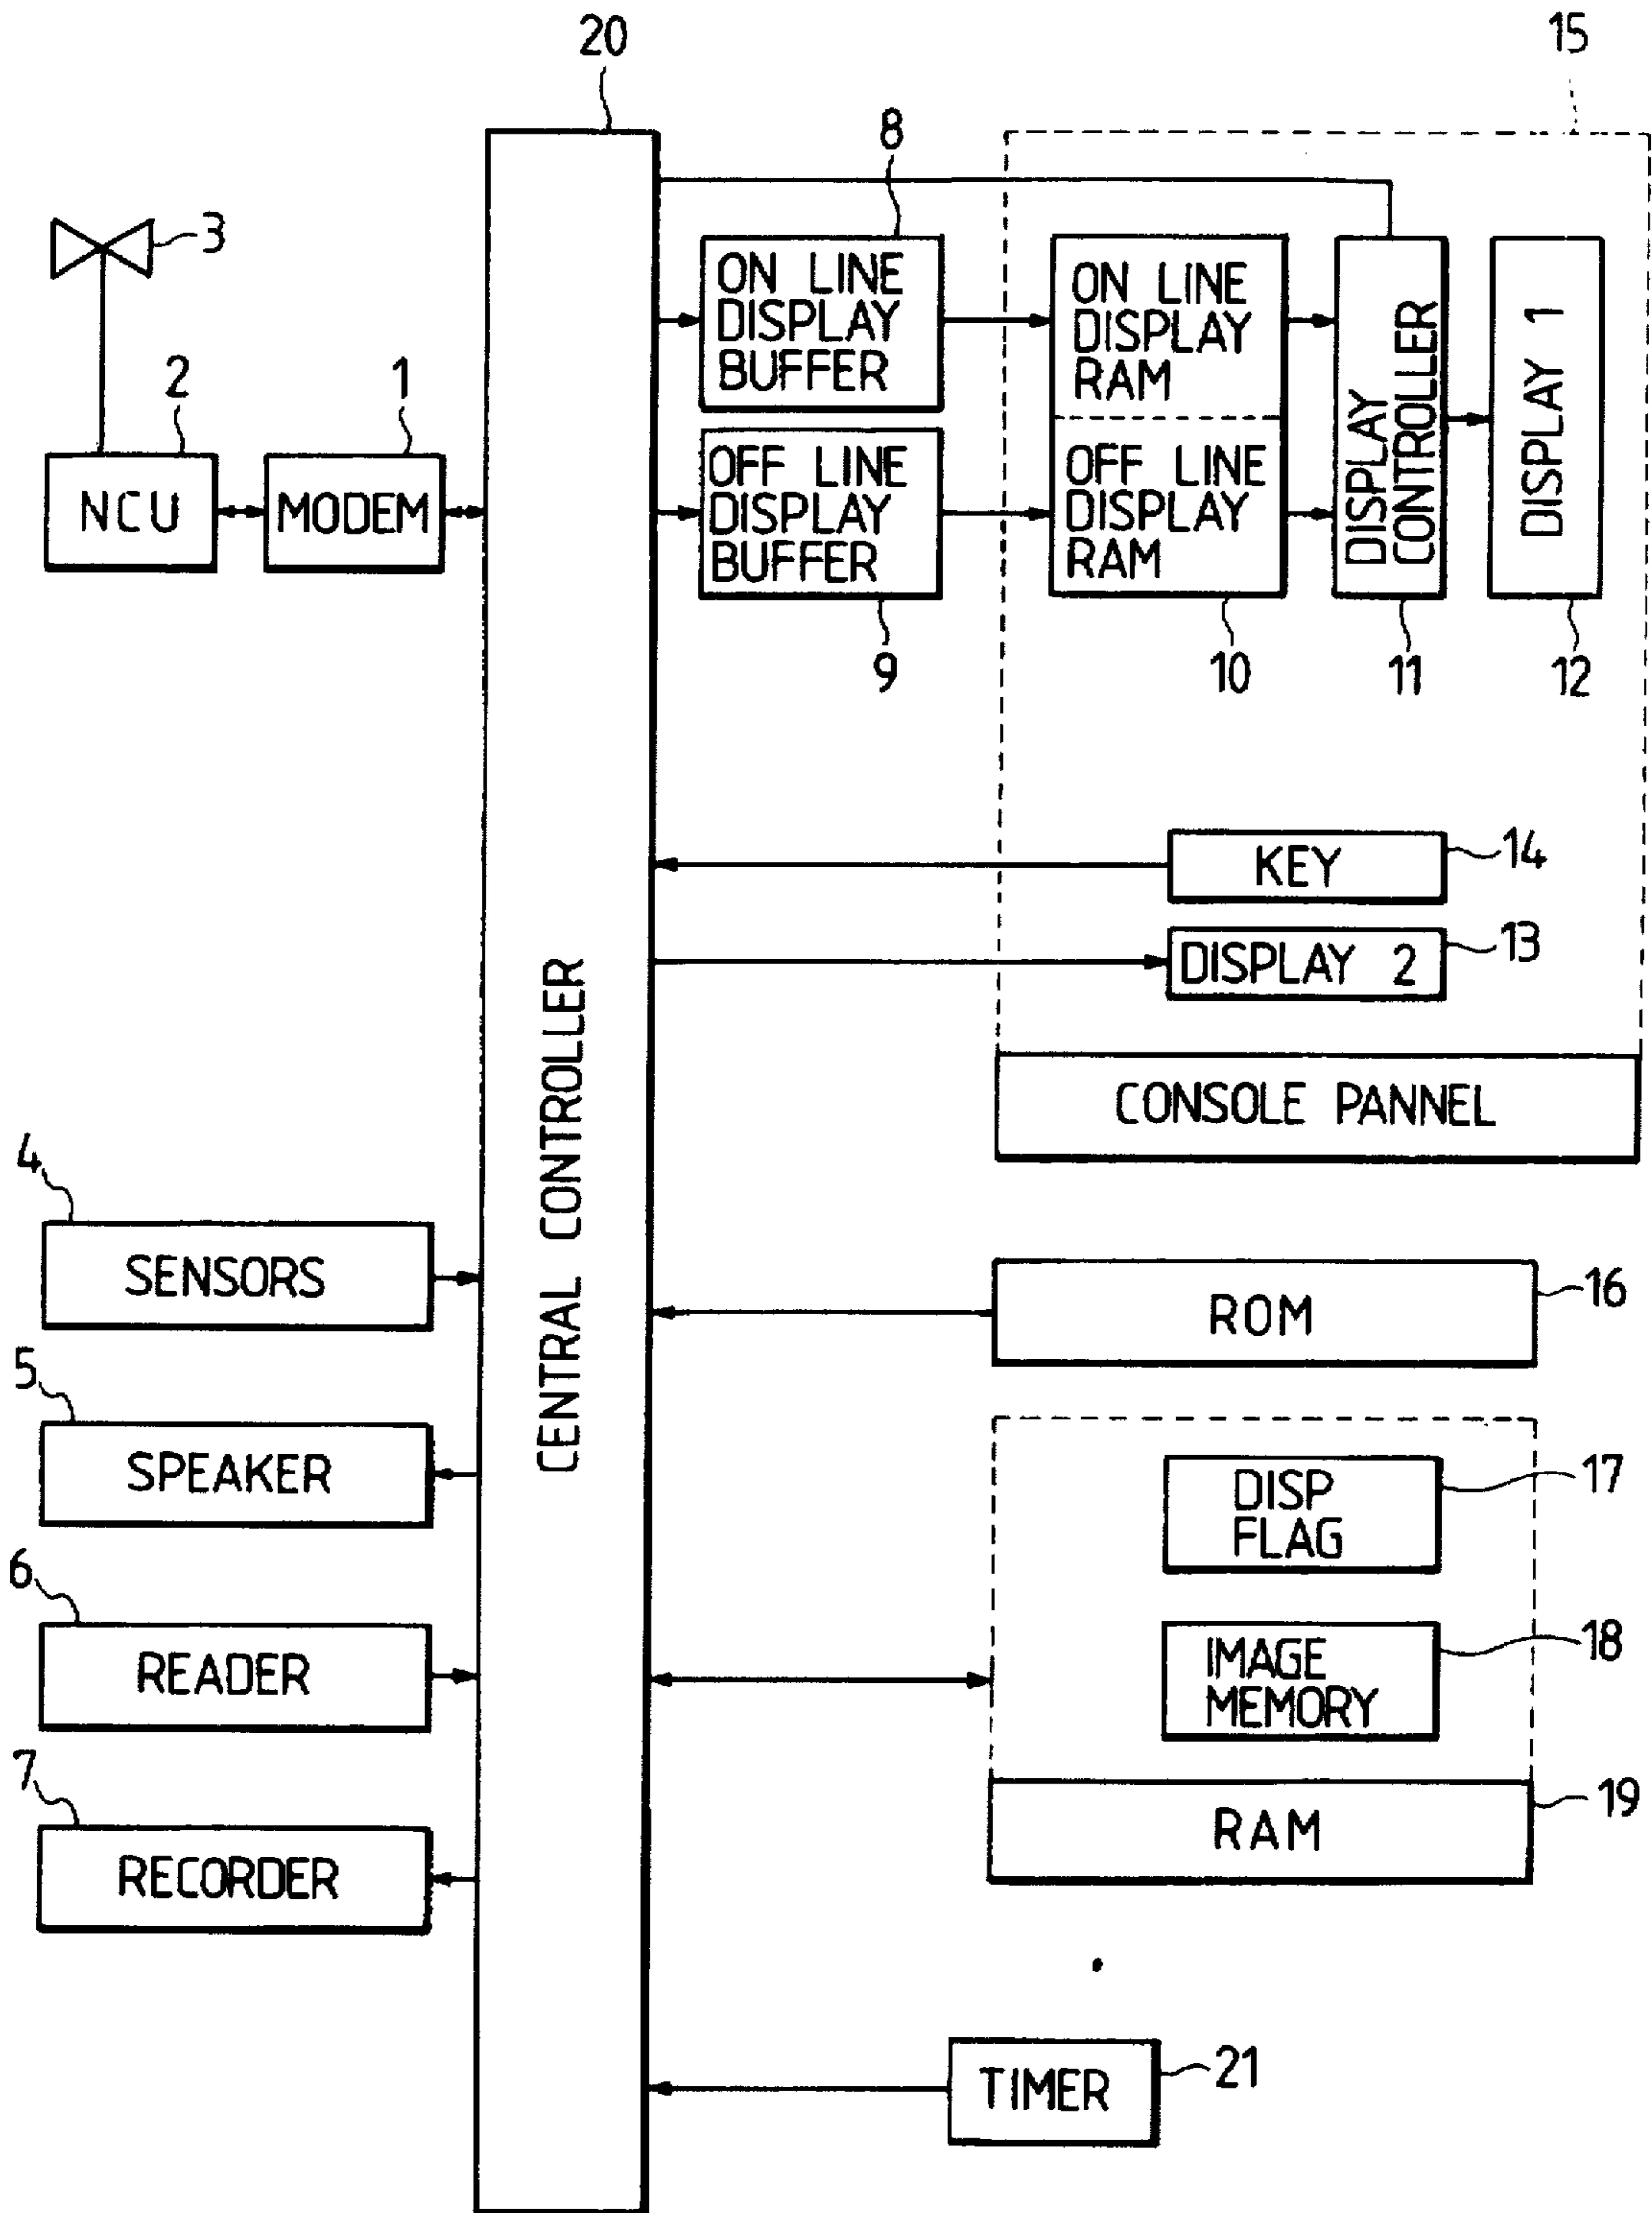 20
15
8
3
ON LINE
DISPLAY
BUFFER
ON LINE
DISPLAY
RAM
DISPLAY
CONTROLLER
DISPLAY 1
2
1
NCU
MODEM
OFF LINE
DISPLAY
BUFFER
OFF LINE
DISPLAY
RAM
9
10
11
12
KEY
14
DISPLAY 2
13
CENTRAL CONTROLLER
CONSOLE PANNEL
4
SENSORS
ROM
16
5
SPEAKER
DISP
FLAG
17
6
READER
IMAGE
MEMORY
18
7
RECORDER
RAM
19
TIMER
21